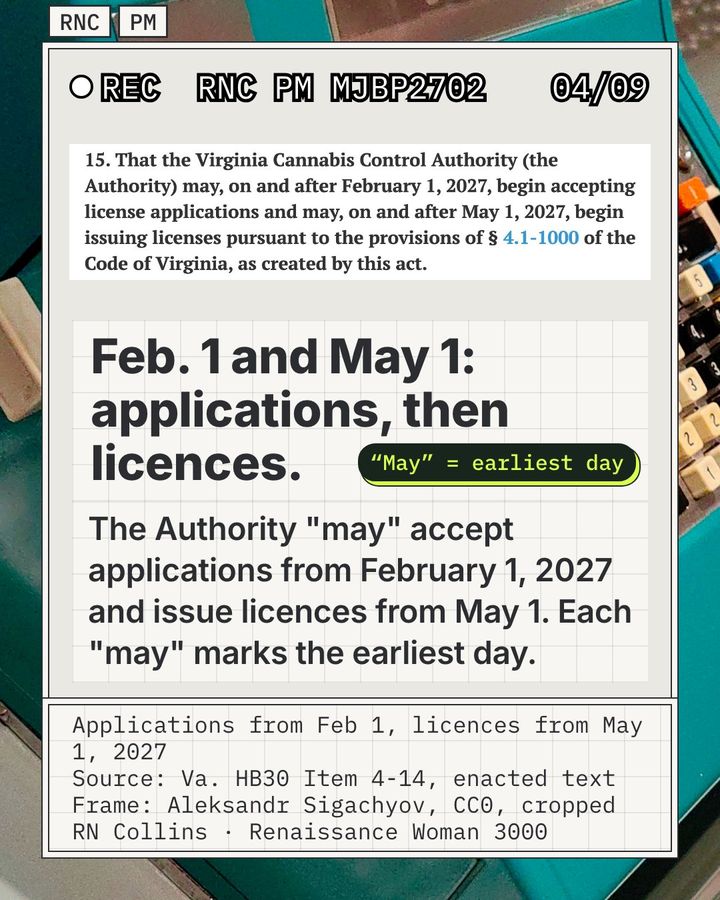 RNC PM
REC RNC PM MJBP2702 04/09
15. That the Virginia Cannabis Control Authority (the
Authority) may, on and after February 1, 2027, begin accepting
license applications and may, on and after May 1, 2027, begin
issuing licenses pursuant to the provisions of § 4.1-1000 of the
Code of Virginia, as created by this act.
Feb. 1 and May 1:
applications, then
licences.
“May” = earliest day
The Authority "may" accept
applications from February 1, 2027
and issue licences from May 1. Each
"may" marks the earliest day.
Applications from Feb 1, licences from May
1, 2027
Source: Va. HB30 Item 4-14, enacted text
Frame: Aleksandr Sigachyov, CC0, cropped
RN Collins · Renaissance Woman 3000
5
3
3
2
2
1